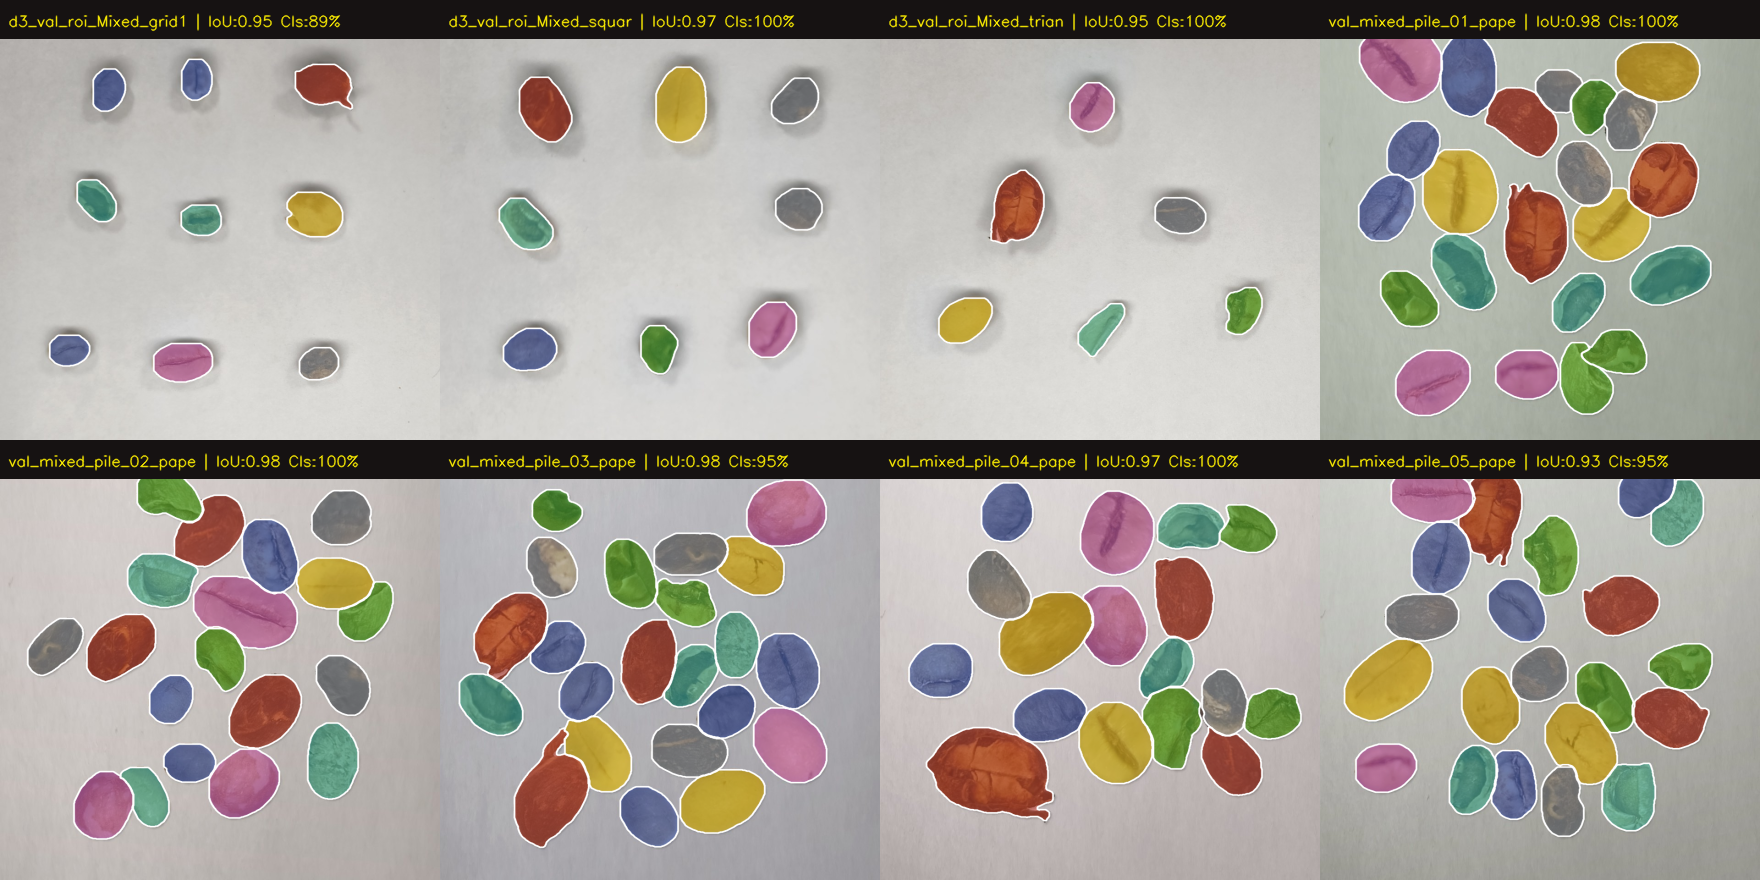 d3_val_roi_Mixed_grid1 | IoU:0.95 Cls:89%
d3_val_roi_Mixed_squar | IoU:0.97 Cls:100%
d3_val_roi_Mixed_trian | IoU:0.95 Cls:100%
val_mixed_pile_01_pape | IoU:0.98 Cls:100%
val_mixed_pile_02_pape | IoU:0.98 Cls:100%
val_mixed_pile_03_pape | IoU:0.98 Cls:95%
val_mixed_pile_04_pape | IoU:0.97 Cls:100%
val_mixed_pile_05_pape | IoU:0.93 Cls:95%